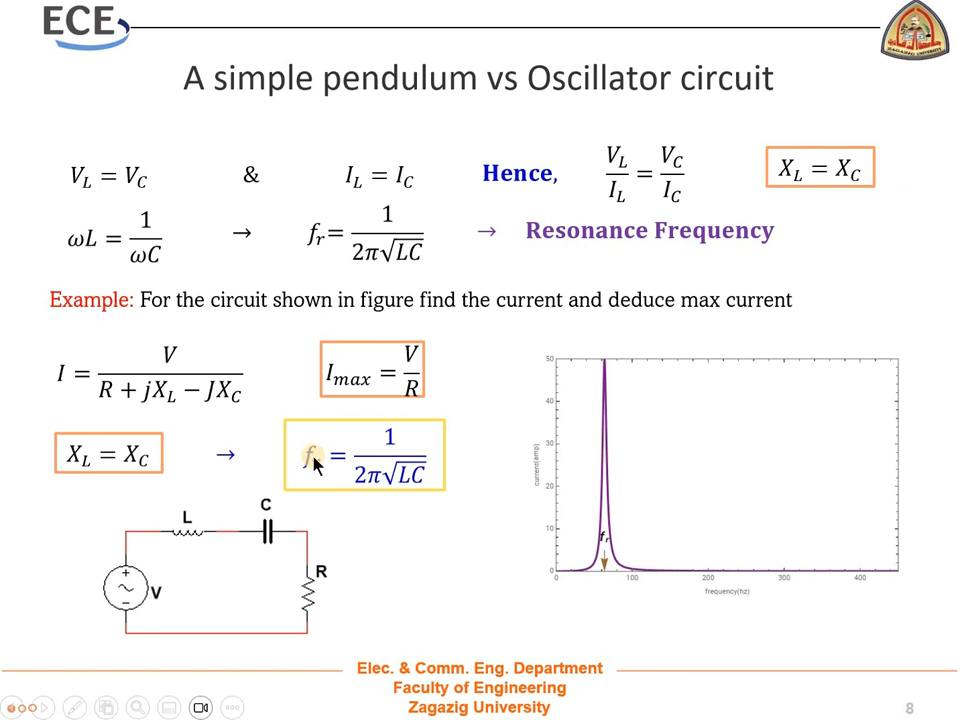 ECE
ZAGAZIG UNIVERSITY
A simple pendulum vs Oscillator circuit
V_L = V_C & I_L = I_C Hence, V_L/I_L = V_C/I_C X_L = X_C
ωL = 1/ωC → f_r = 1/2π√LC → Resonance Frequency
Example: For the circuit shown in figure find the current and deduce max current
I = V/R + jX_L − JX_C I_max = V/R
X_L = X_C → f = 1/2π√LC
50
40
30
20
10
0
current(amp)
f_r
0 100 200 300 400
frequency(hz)
L
C
R
V
Elec. & Comm. Eng. Department
Faculty of Engineering
Zagazig University
8